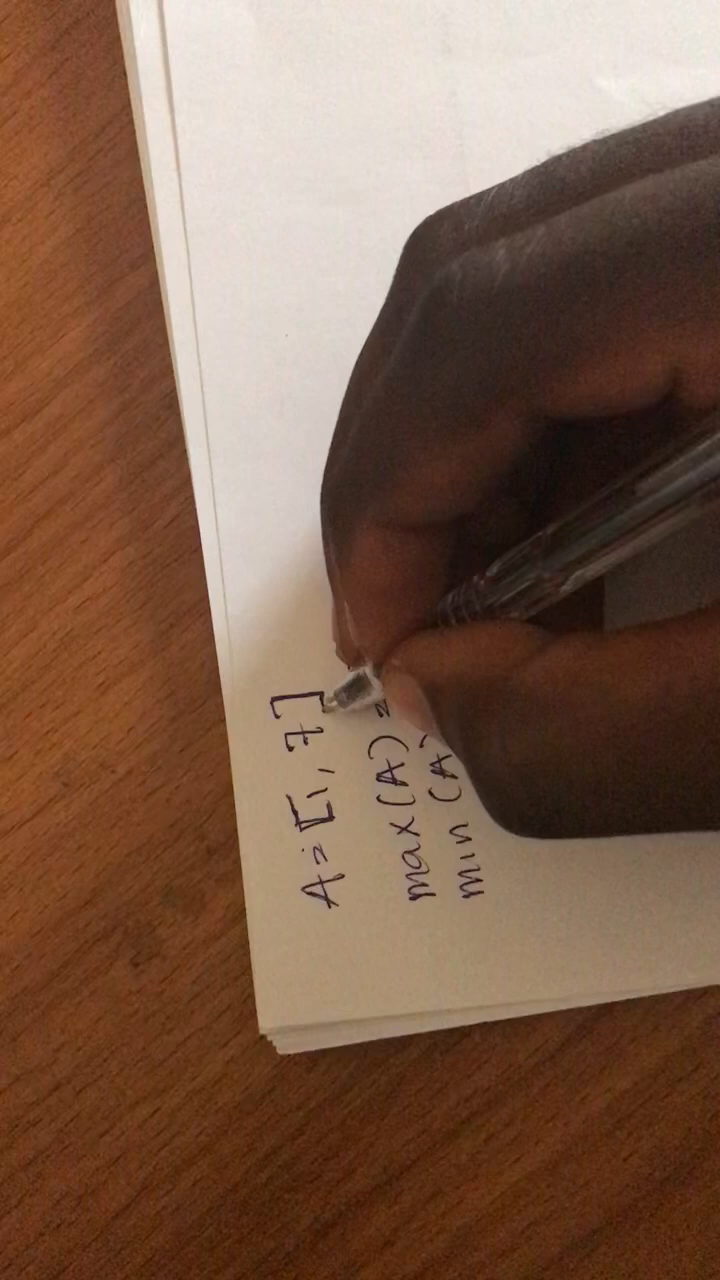 A = [1, 7]
max(A) =
min (A)